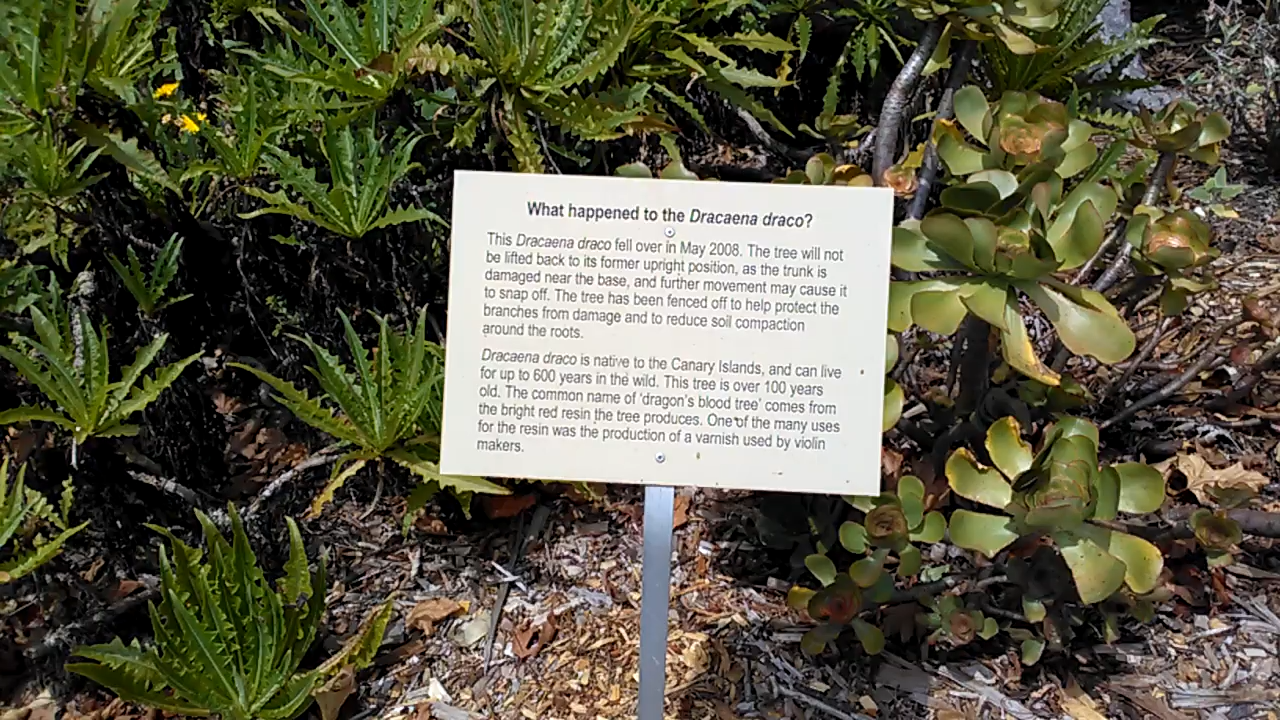 What happened to the Dracaena draco?
This Dracaena draco fell over in May 2008. The tree will not
be lifted back to its former upright position, as the trunk is
damaged near the base, and further movement may cause it
to snap off. The tree has been fenced off to help protect the
branches from damage and to reduce soil compaction
around the roots.
Dracaena draco is native to the Canary Islands, and can live
for up to 600 years in the wild. This tree is over 100 years
old. The common name of ‘dragon’s blood tree’ comes from
the bright red resin the tree produces. One of the many uses
for the resin was the production of a varnish used by violin
makers.